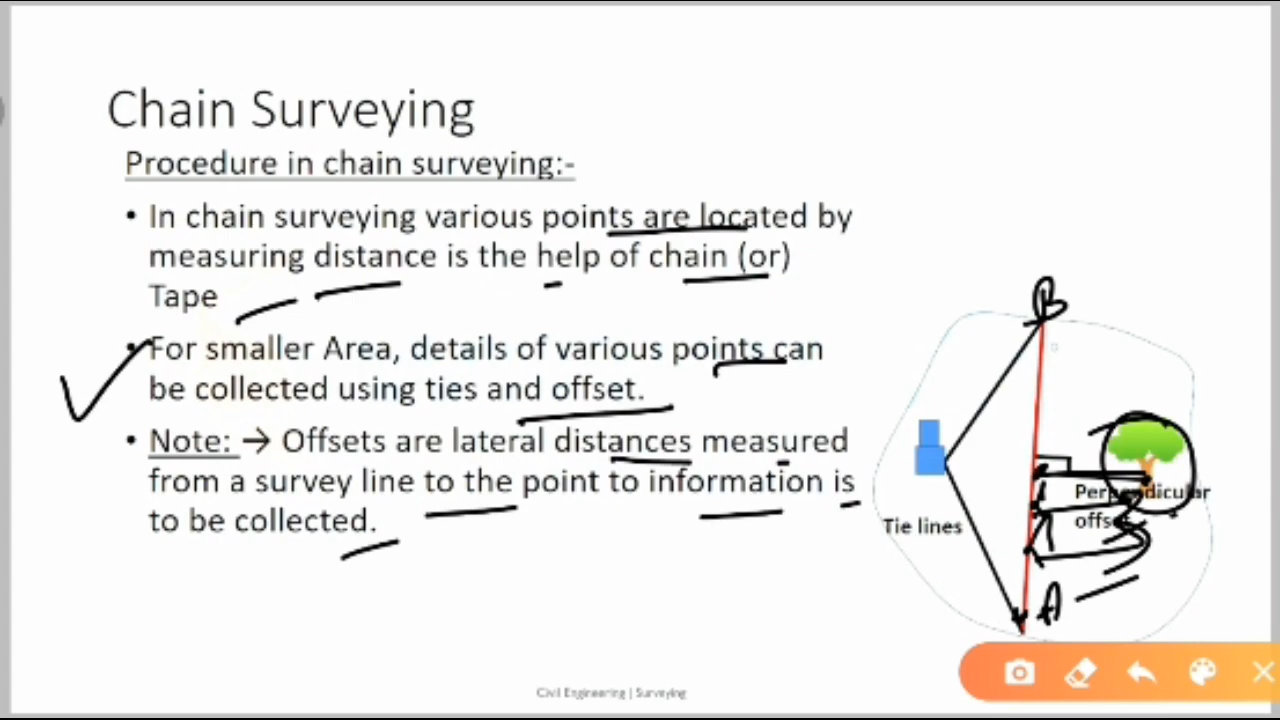 Chain Surveying
Procedure in chain surveying:-
• In chain surveying various points are located by
measuring distance is the help of chain (or)
Tape
• For smaller Area, details of various points can
be collected using ties and offset.
• Note: → Offsets are lateral distances measured
from a survey line to the point to information is
to be collected.
B
Perpendicular
offset
Tie lines
A
Civil Engineering | Surveying